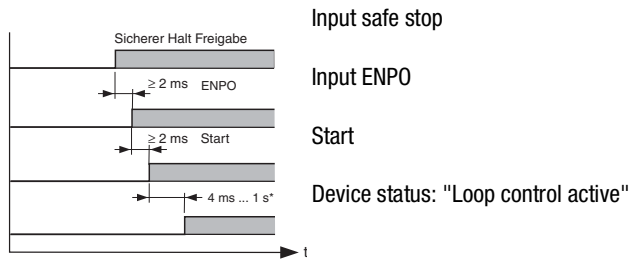 Input safe stop
Sicherer Halt Freigabe
≥ 2 ms ENPO
Input ENPO
≥ 2 ms Start
Start
4 ms ... 1 s*
Device status: "Loop control active"
t